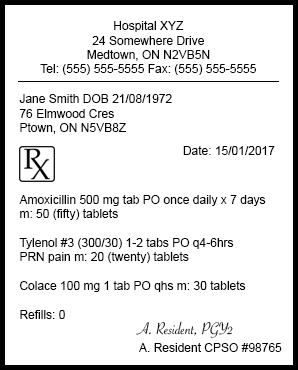 Hospital XYZ
24 Somewhere Drive
Medtown, ON N2VB5N
Tel: (555) 555-5555 Fax: (555) 555-5555
Jane Smith DOB 21/08/1972
76 Elmwood Cres
Ptown, ON N5VB8Z
Rx
Date: 15/01/2017
Amoxicillin 500 mg tab PO once daily x 7 days
m: 50 (fifty) tablets
Tylenol #3 (300/30) 1-2 tabs PO q4-6hrs
PRN pain m: 20 (twenty) tablets
Colace 100 mg 1 tab PO qhs m: 30 tablets
Refills: 0
A. Resident, PGY2
A. Resident CPSO #98765